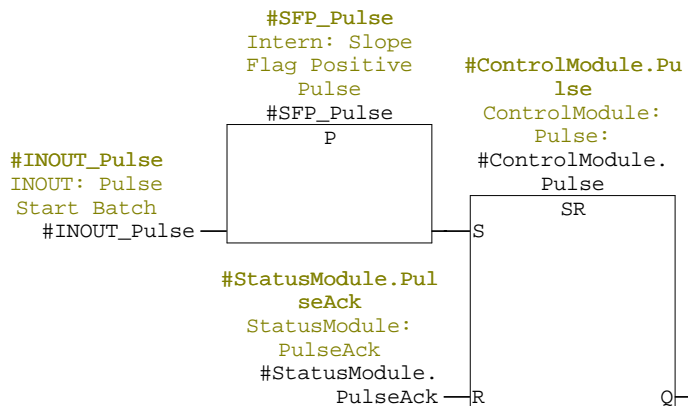 #SFP_Pulse
Intern: Slope
Flag Positive
Pulse
#SFP_Pulse
P
#ControlModule.Pu
lse
ControlModule:
Pulse:
#ControlModule.
Pulse
SR
#INOUT_Pulse
INOUT: Pulse
Start Batch
#INOUT_Pulse
S
#StatusModule.Pul
seAck
StatusModule:
PulseAck
#StatusModule.
PulseAck
R
Q